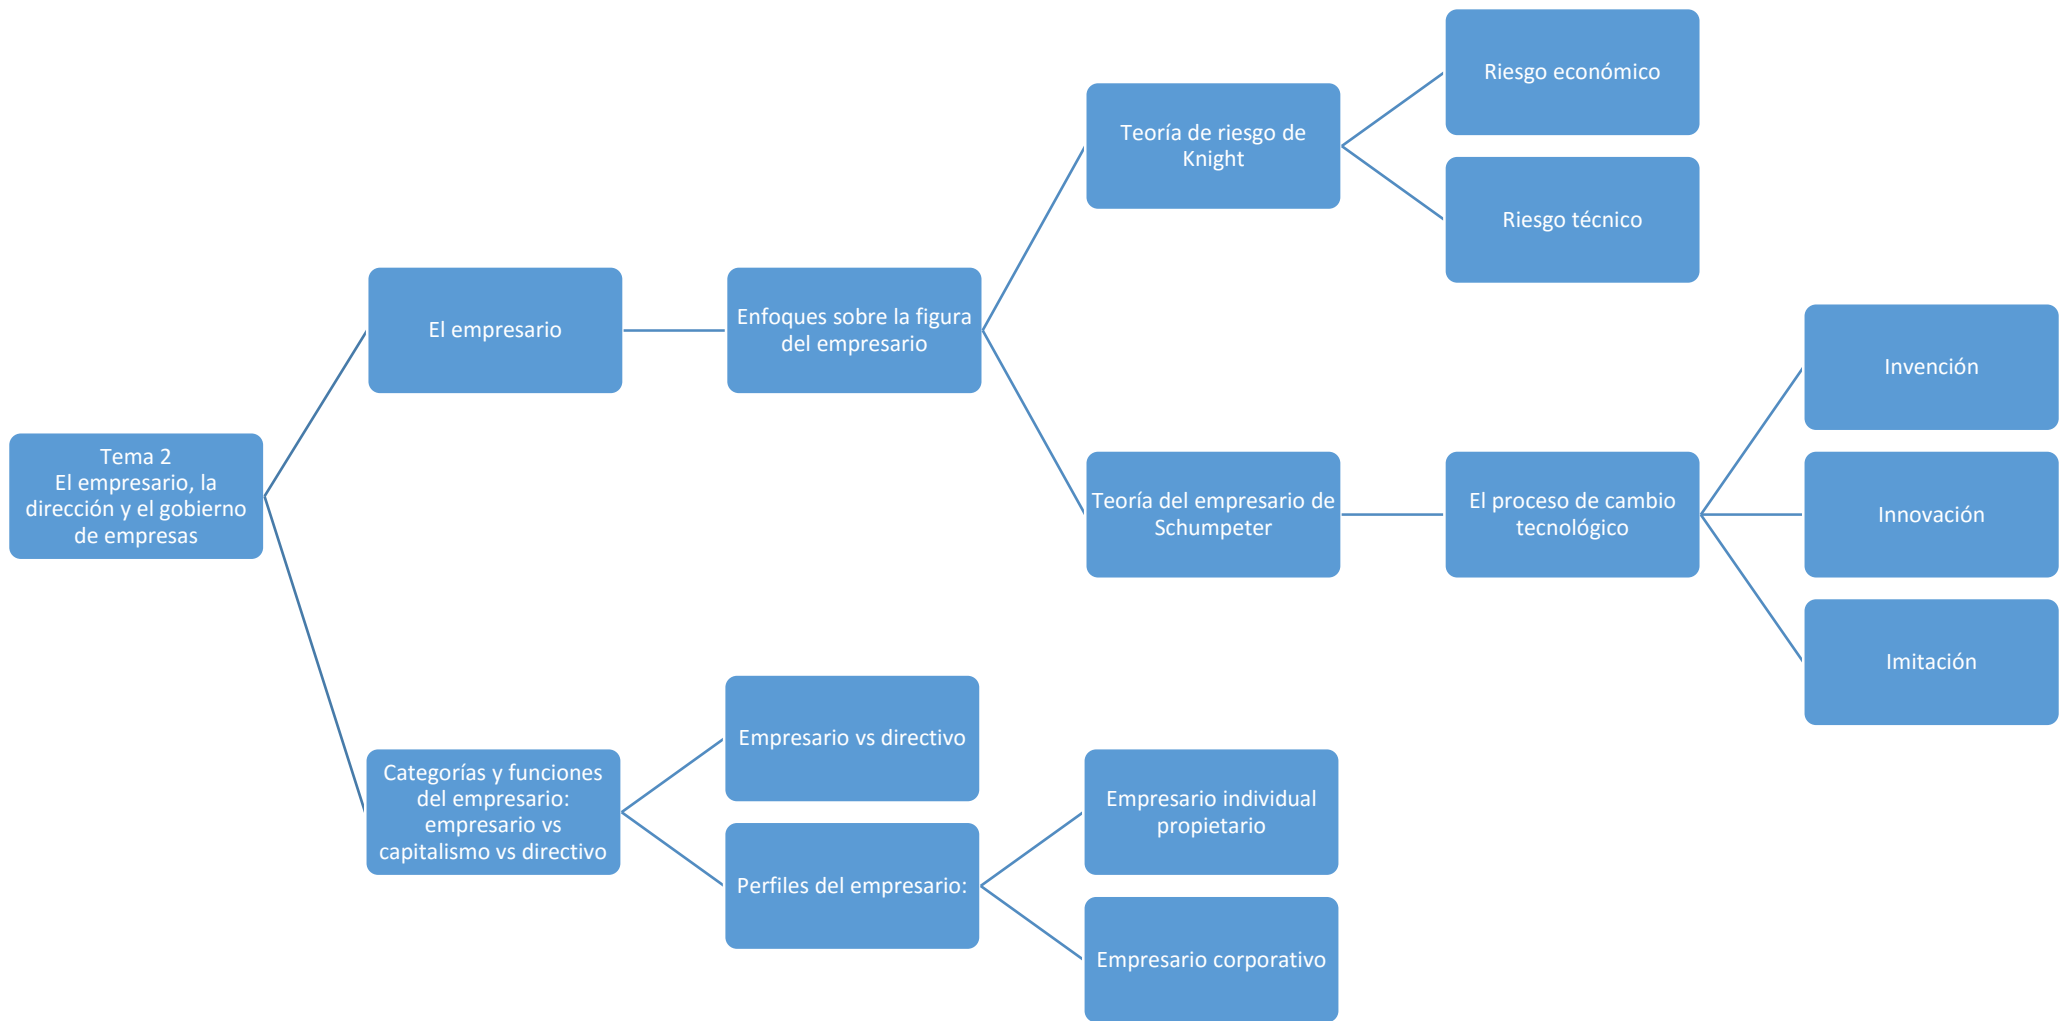 Tema 2
El empresario, la
dirección y el gobierno
de empresas
El empresario
Enfoques sobre la figura
del empresario
Teoría de riesgo de
Knight
Riesgo económico
Riesgo técnico
Teoría del empresario de
Schumpeter
El proceso de cambio
tecnológico
Invención
Innovación
Imitación
Categorías y funciones
del empresario:
empresario vs
capitalismo vs directivo
Empresario vs directivo
Perfiles del empresario:
Empresario individual
propietario
Empresario corporativo